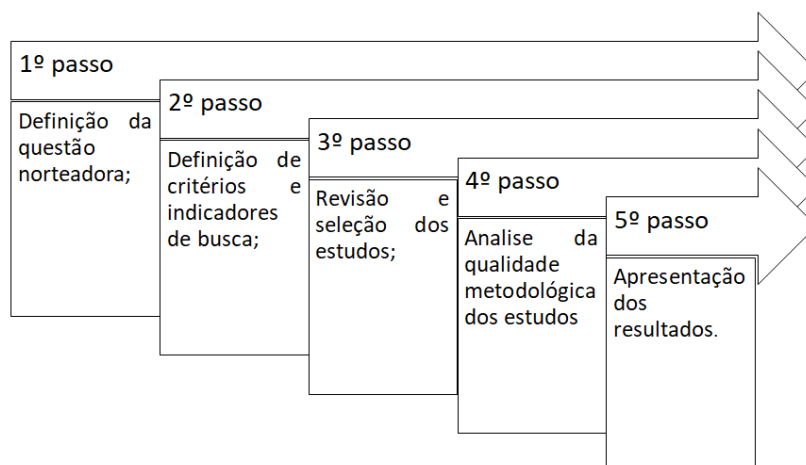 1º passo
Definição da
questão
norteadora;
2º passo
Definição de
critérios e
indicadores
de busca;
3º passo
Revisão e
seleção dos
estudos;
4º passo
Analise da
qualidade
metodológica
dos estudos
5º passo
Apresentação
dos
resultados.